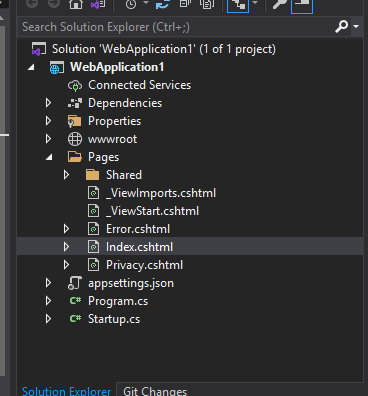 Search Solution Explorer (Ctrl+;)
Solution 'WebApplication1' (1 of 1 project)
WebApplication1
Connected Services
Dependencies
Properties
wwwroot
Pages
Shared
_ViewImports.cshtml
_ViewStart.cshtml
Error.cshtml
Index.cshtml
Privacy.cshtml
appsettings.json
C# Program.cs
C# Startup.cs
Solution Explorer Git Changes